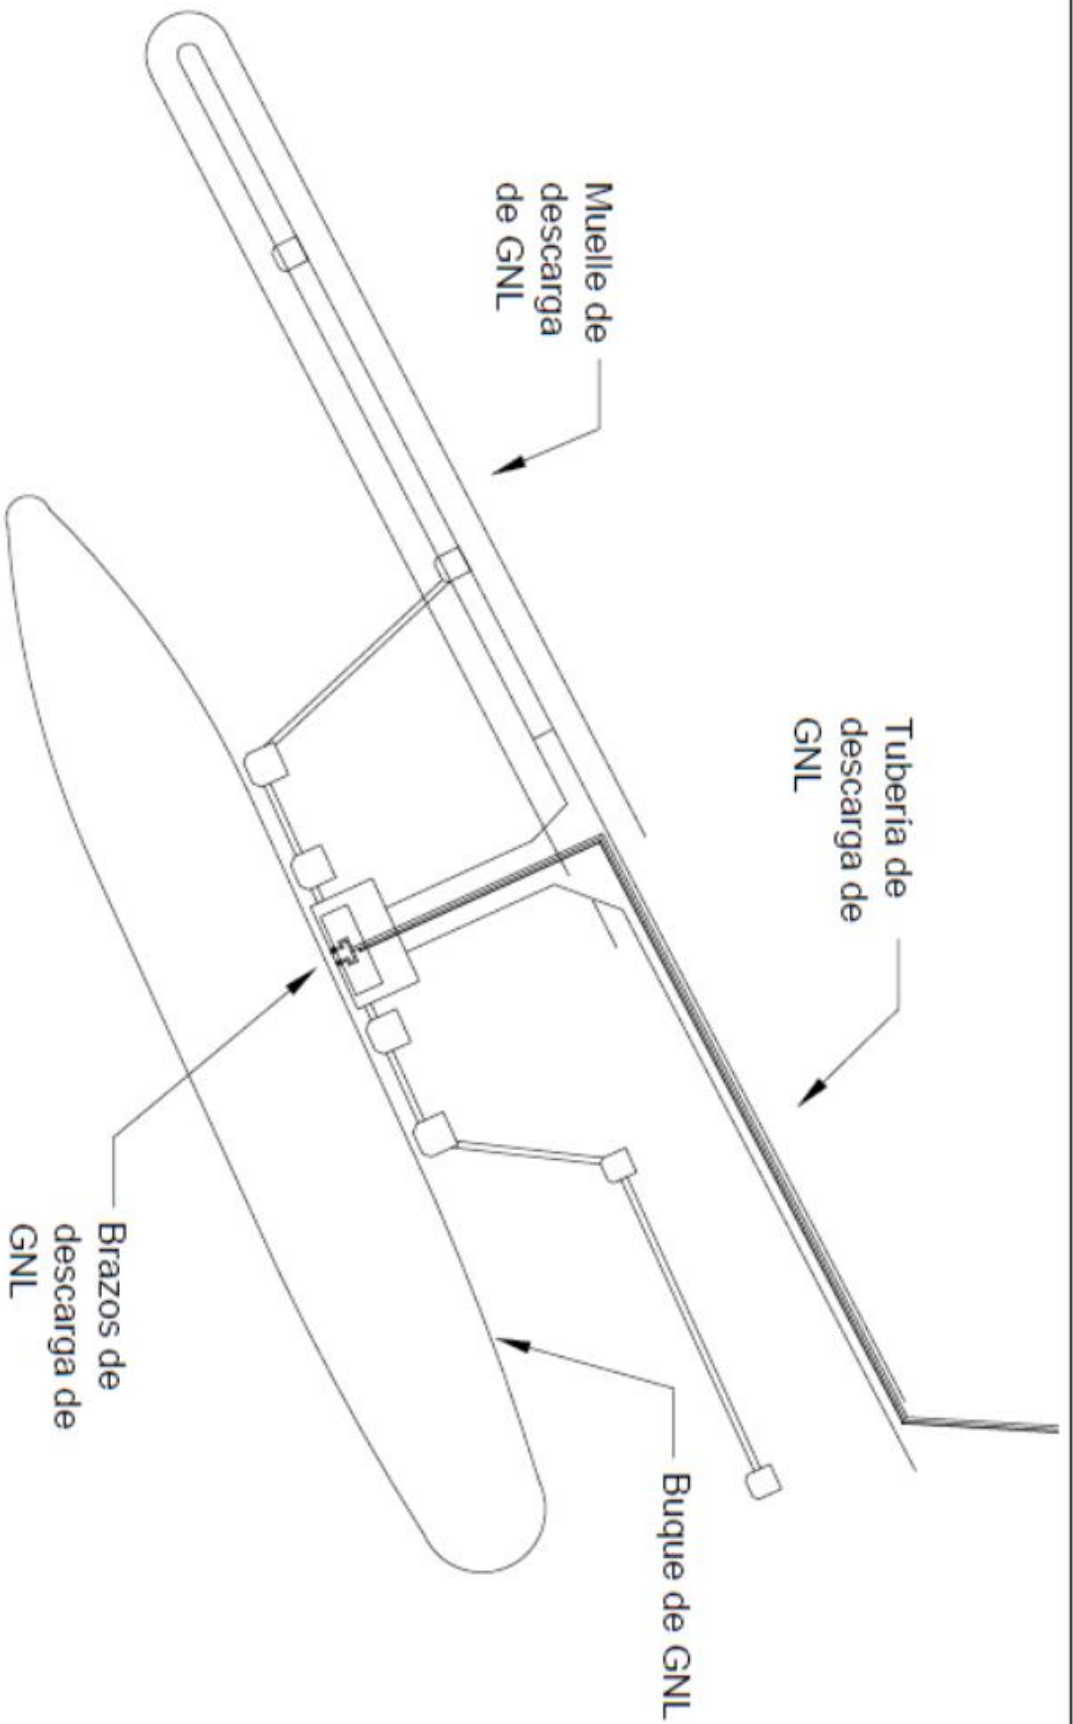 Muelle de
descarga
de GNL
Tubería de
descarga de
GNL
Brazos de
descarga de
GNL
Buque de GNL